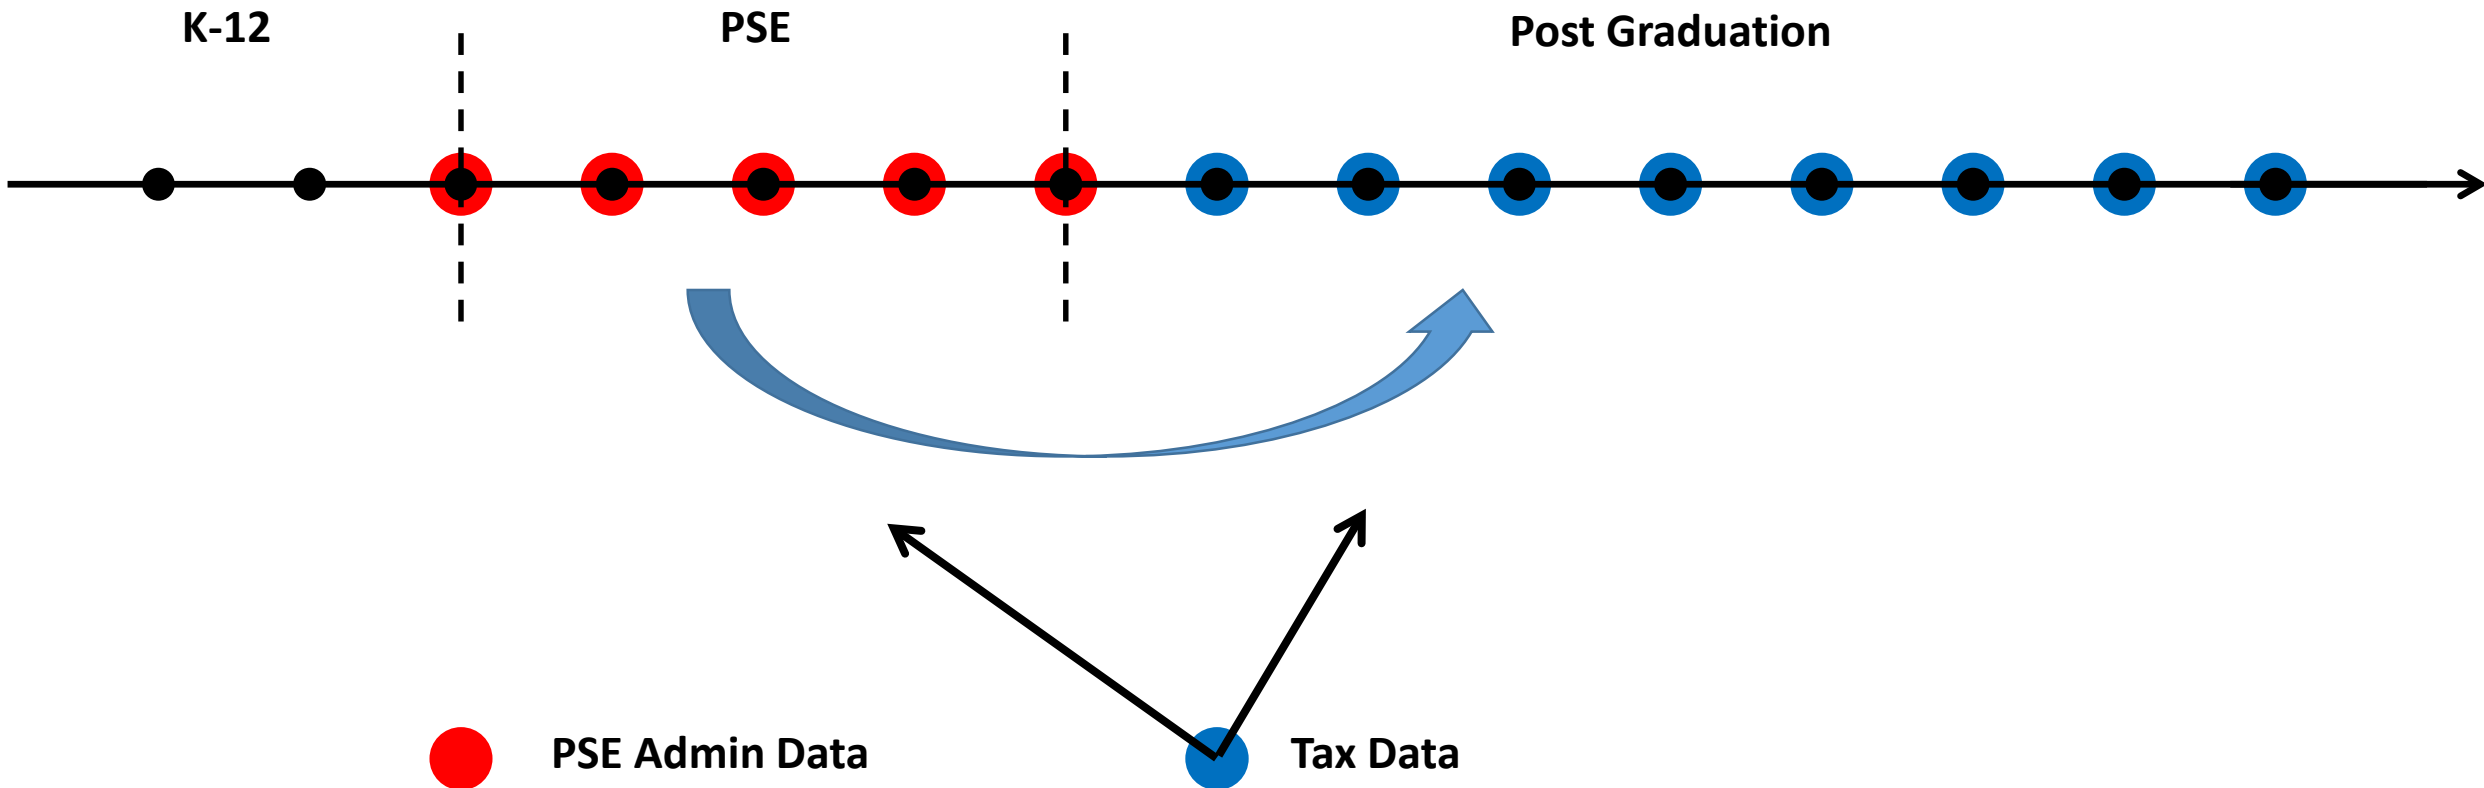 K-12
PSE
Post Graduation
PSE Admin Data
Tax Data